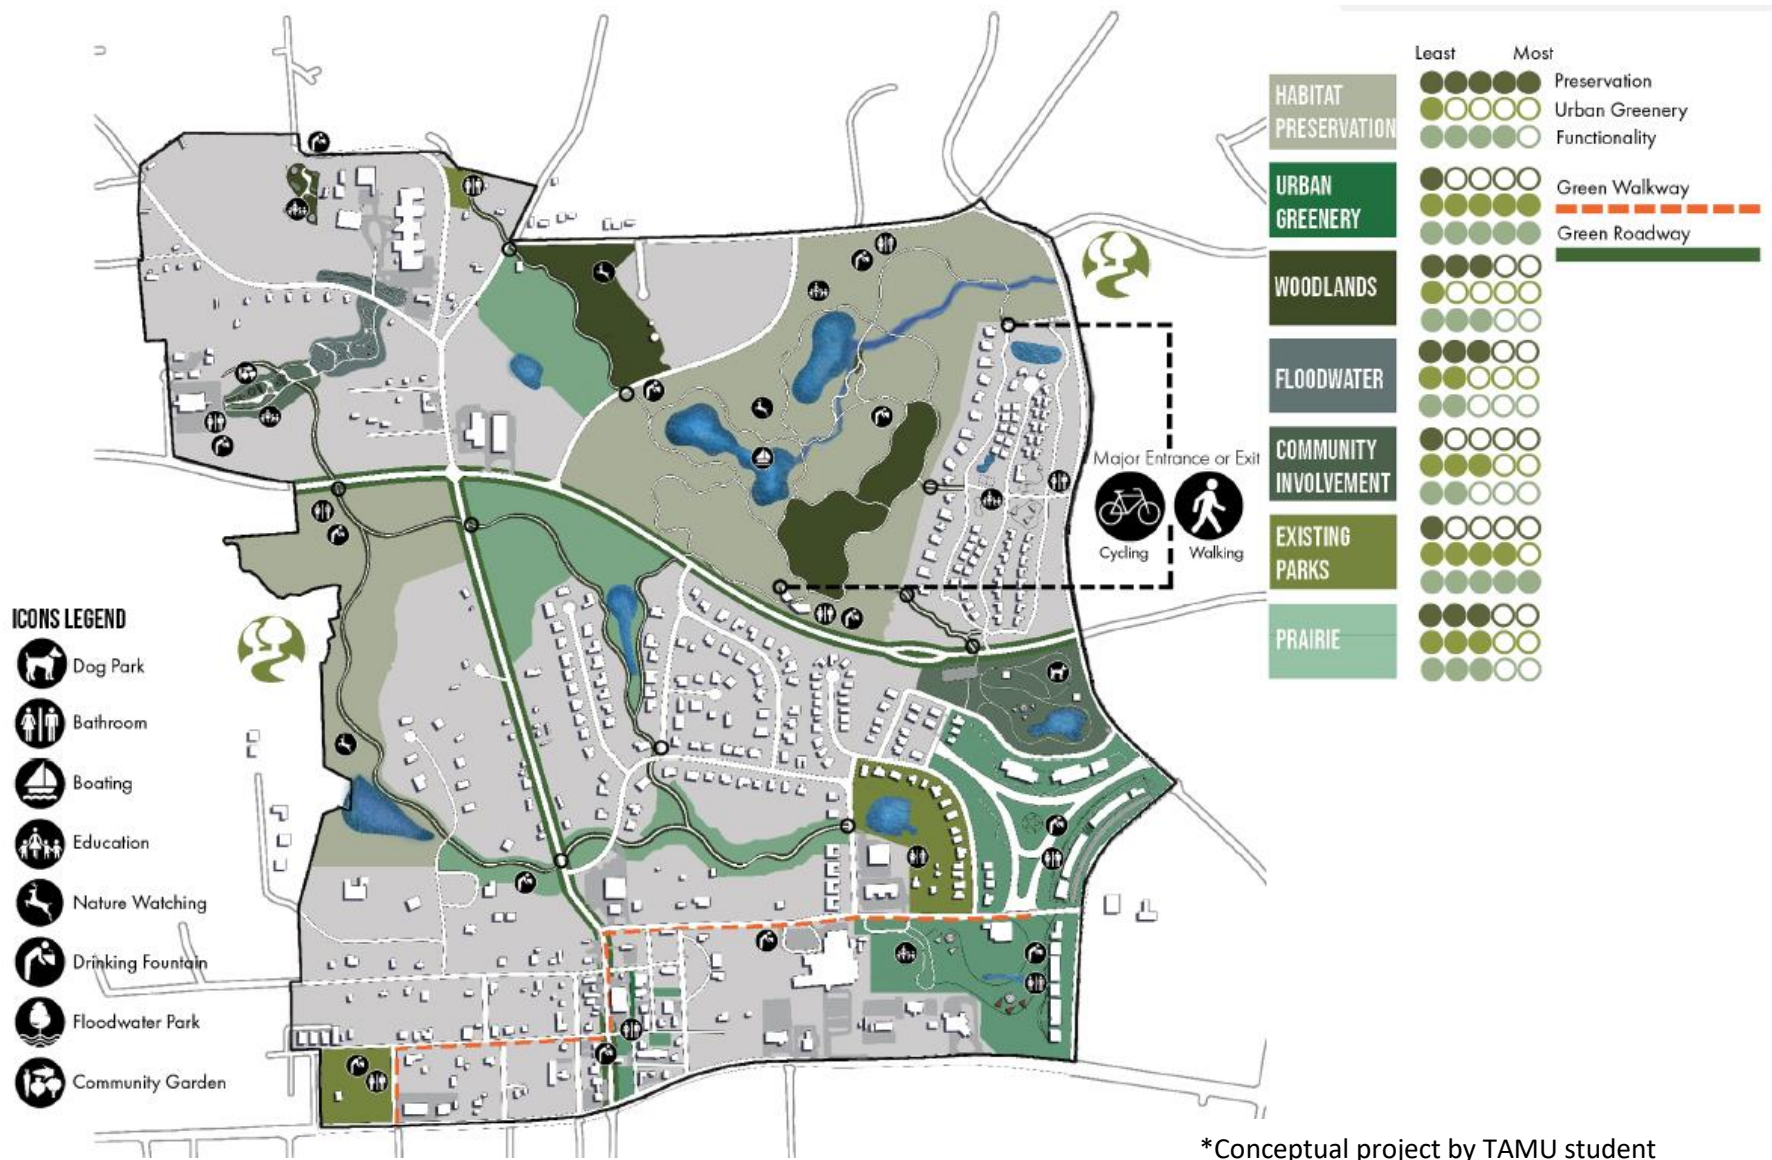 Least Most
HABITAT
PRESERVATION
Preservation
Urban Greenery
Functionality
URBAN
GREENERY
Green Walkway
Green Roadway
WOODLANDS
FLOODWATER
COMMUNITY
INVOLVEMENT
EXISTING
PARKS
PRAIRIE
Major Entrance or Exit
Cycling Walking
ICONS LEGEND
Dog Park
Bathroom
Boating
Education
Nature Watching
Drinking Fountain
Floodwater Park
Community Garden
*Conceptual project by TAMU student